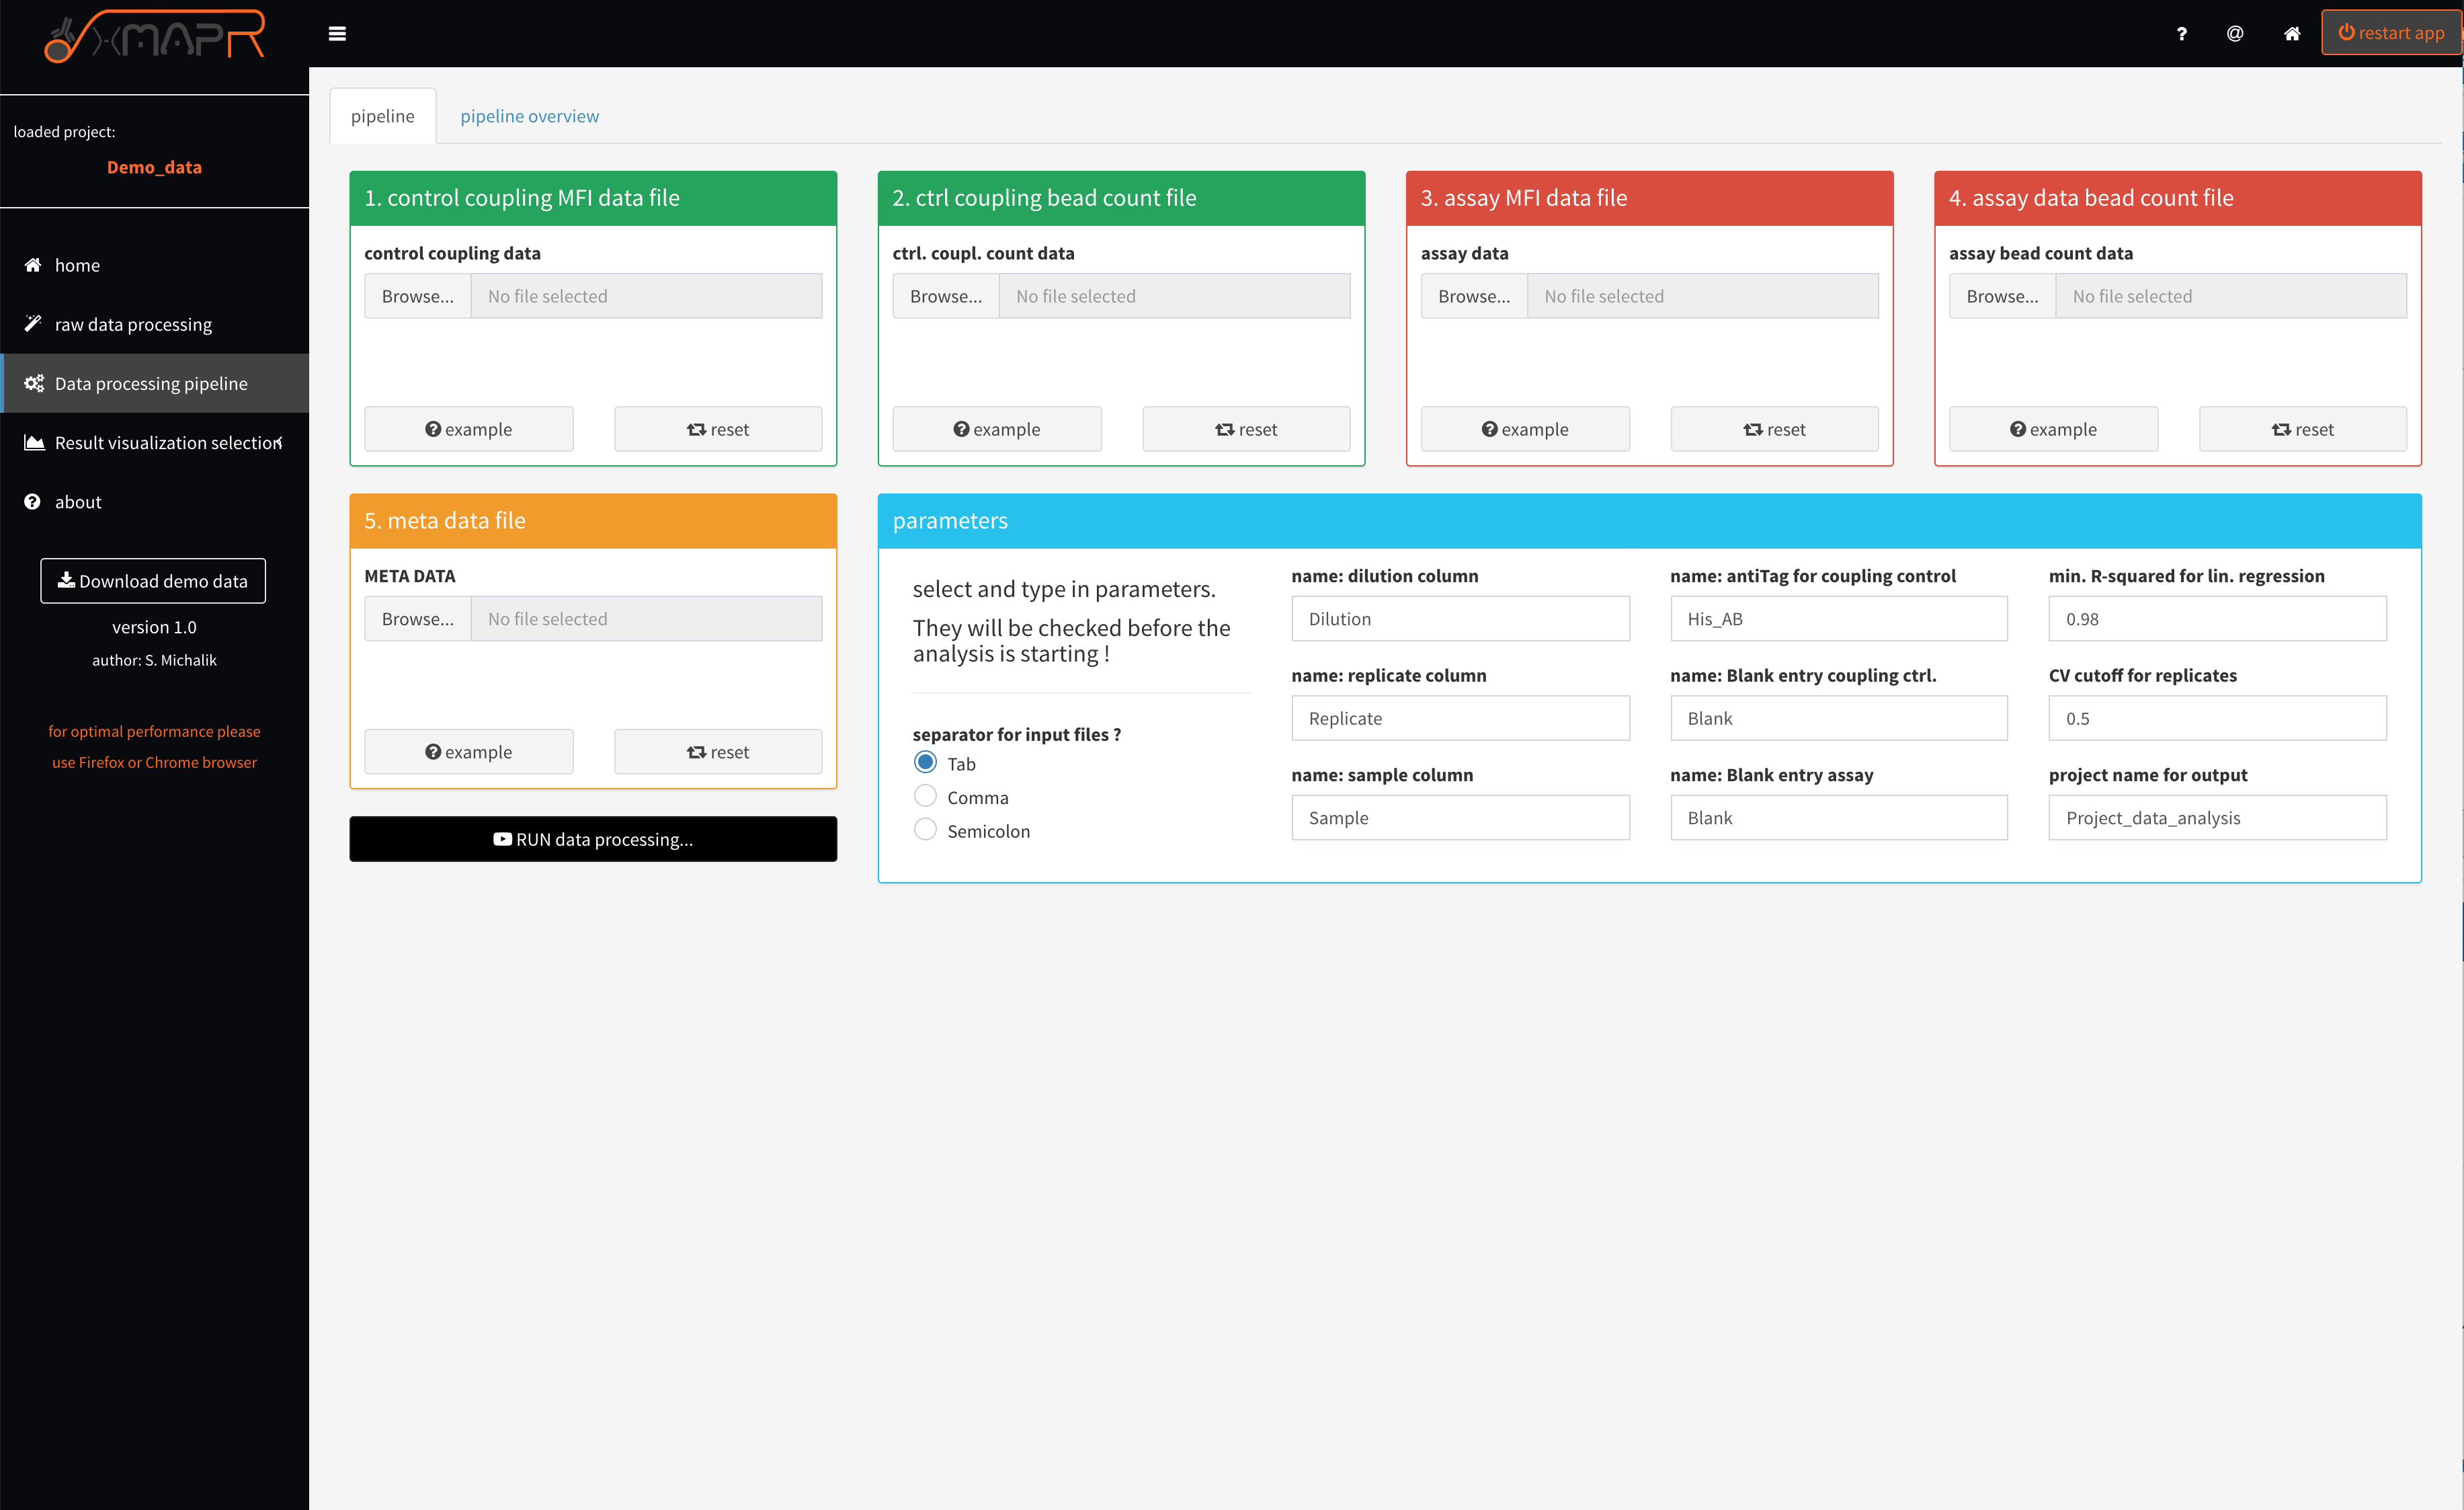 xMAPR
restart app
loaded project:
Demo_data
home
raw data processing
Data processing pipeline
Result visualization selection
about
Download demo data
version 1.0
author: S. Michalik
for optimal performance please
use Firefox or Chrome browser
pipeline
pipeline overview
1. control coupling MFI data file
control coupling data
Browse...
No file selected
example
reset
2. ctrl coupling bead count file
ctrl. coupl. count data
Browse...
No file selected
example
reset
3. assay MFI data file
assay data
Browse...
No file selected
example
reset
4. assay data bead count file
assay bead count data
Browse...
No file selected
example
reset
5. meta data file
META DATA
Browse...
No file selected
example
reset
RUN data processing...
parameters
select and type in parameters.
They will be checked before the
analysis is starting !
separator for input files ?
Tab
Comma
Semicolon
name: dilution column
Dilution
name: replicate column
Replicate
name: sample column
Sample
name: antiTag for coupling control
His_AB
name: Blank entry coupling ctrl.
Blank
name: Blank entry assay
Blank
min. R-squared for lin. regression
0.98
CV cutoff for replicates
0.5
project name for output
Project_data_analysis